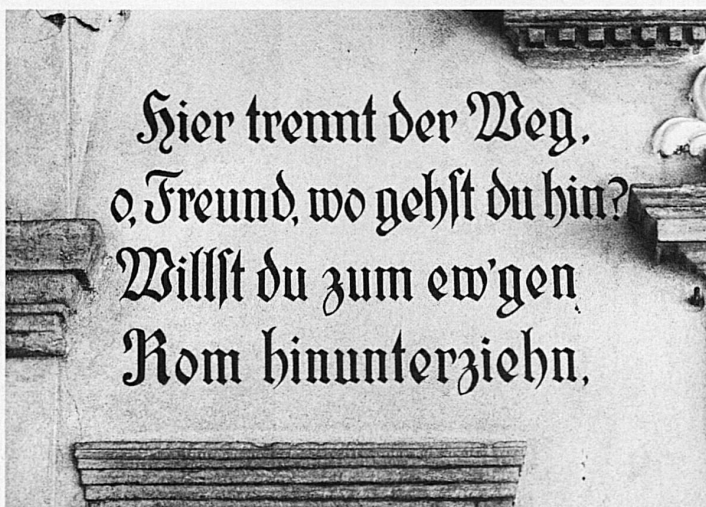 Hier trennt der Weg,
o, Freund, wo gehst du hin?
Willst du zum ew'gen
Rom hinunterziehn,